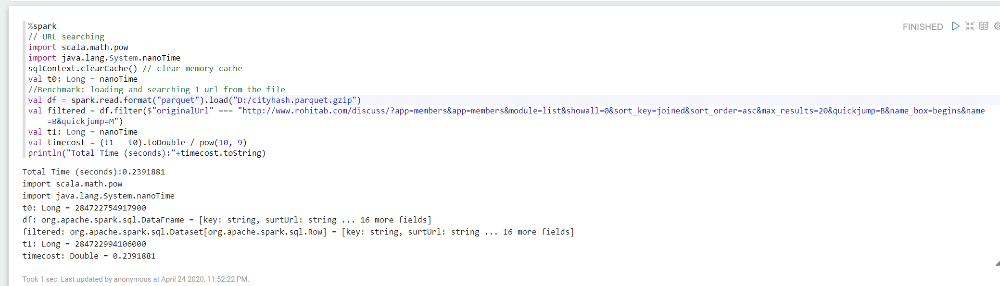 %spark
FINISHED
// URL searching
import scala.math.pow
import java.lang.System.nanoTime
sqlContext.clearCache() // clear memory cache
val t0: Long = nanoTime
//Benchmark: loading and searching 1 url from the file
val df = spark.read.format("parquet").load("D:/cityhash.parquet.gzip")
val filtered = df.filter($"originalUrl" === "http://www.rohitab.com/discuss/?app=members&app=members&module=list&showall=0&sort_key=joined&sort_order=asc&max_results=20&quickjump=B&name_box=begins&name
=B&quickjump=M")
val t1: Long = nanoTime
val timecost = (t1 - t0).toDouble / pow(10, 9)
println("Total Time (seconds):"+timecost.toString)
Total Time (seconds):0.2391881
import scala.math.pow
import java.lang.System.nanoTime
t0: Long = 284722754917900
df: org.apache.spark.sql.DataFrame = [key: string, surtUrl: string ... 16 more fields]
filtered: org.apache.spark.sql.Dataset[org.apache.spark.sql.Row] = [key: string, surtUrl: string ... 16 more fields]
t1: Long = 284722994106000
timecost: Double = 0.2391881
Took 1 sec. Last updated by anonymous at April 24 2020, 11:52:22 PM.